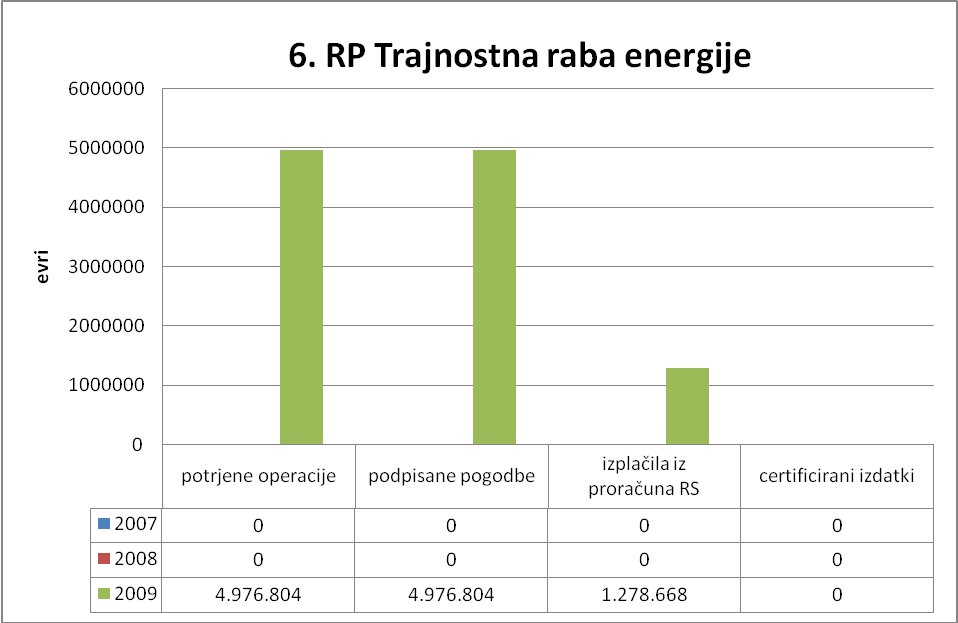 6. RP Trajnostna raba energije
6000000
5000000
4000000
3000000
2000000
1000000
0
evri
potrjene operacije podpisane pogodbe izplačila iz proračuna RS certificirani izdatki
2007 0 0 0 0
2008 0 0 0 0
2009 4.976.804 4.976.804 1.278.668 0